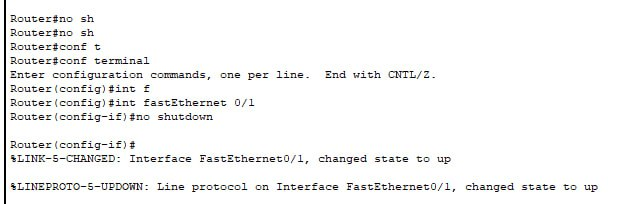 Router#no sh
Router#no sh
Router#conf t
Router#conf terminal
Enter configuration commands, one per line.  End with CNTL/Z.
Router(config)#int f
Router(config)#int fastEthernet 0/1
Router(config-if)#no shutdown

Router(config-if)#
%LINK-5-CHANGED: Interface FastEthernet0/1, changed state to up

%LINEPROTO-5-UPDOWN: Line protocol on Interface FastEthernet0/1, changed state to up